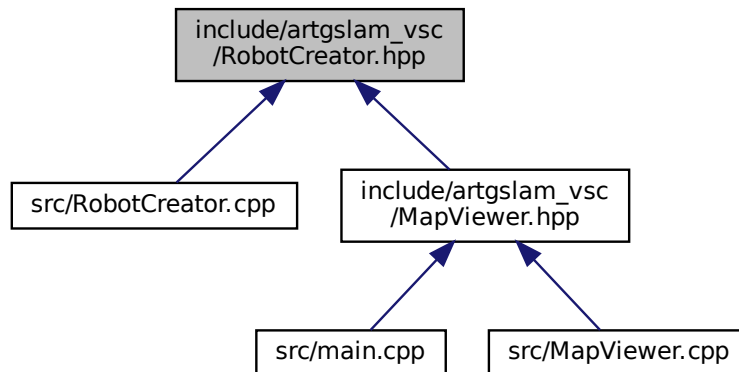 include/artgslam_vsc
/RobotCreator.hpp
src/RobotCreator.cpp
include/artgslam_vsc
/MapViewer.hpp
src/main.cpp
src/MapViewer.cpp